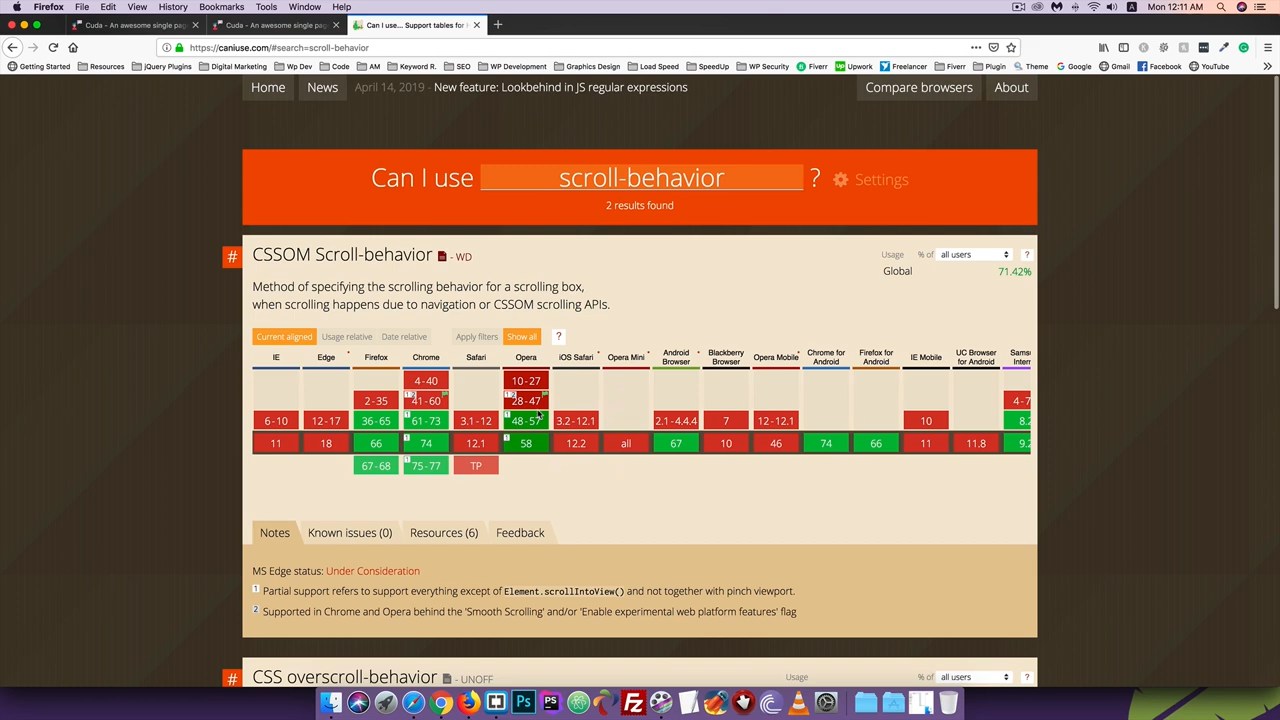 Firefox File Edit View History Bookmarks Tools Window Help Mon 12:11 AM
Cuda - An awesome single pag Cuda - An awesome single pag Can I use... Support tables for H
https://caniuse.com/#search=scroll-behavior
Getting Started Resources jQuery Plugins Digital Marketing Wp Dev Code AM Keyword R. SEO WP Development Graphics Design Load Speed SpeedUp WP Security Fiverr Upwork Freelancer Fiverr Plugin Theme Google Gmail Facebook YouTube
Home News April 14, 2019 - New feature: Lookbehind in JS regular expressions Compare browsers About
Can I use scroll-behavior ? Settings
2 results found
# CSSOM Scroll-behavior - WD
Usage % of all users ?
Global 71.42%
Method of specifying the scrolling behavior for a scrolling box,
when scrolling happens due to navigation or CSSOM scrolling APIs.
Current aligned Usage relative Date relative Apply filters Show all ?
IE Edge Firefox Chrome Safari Opera iOS Safari Opera Mini Android Browser Blackberry Browser Opera Mobile Chrome for Android Firefox for Android IE Mobile UC Browser for Android Sams Intern
4-40 10-27
2-35 41-60 28-47 4-7
6-10 12-17 36-65 61-73 3.1-12 48-57 3.2-12.1 2.1-4.4.4 7 12-12.1 10 8.2
11 18 66 74 12.1 58 12.2 all 67 10 46 74 66 11 11.8 9.2
67-68 75-77 TP
Notes Known issues (0) Resources (6) Feedback
MS Edge status: Under Consideration
1 Partial support refers to support everything except of Element.scrollIntoView() and not together with pinch viewport.
2 Supported in Chrome and Opera behind the 'Smooth Scrolling' and/or 'Enable experimental web platform features' flag
# CSS overscroll-behavior - UNOFF
Usage % of all users ?